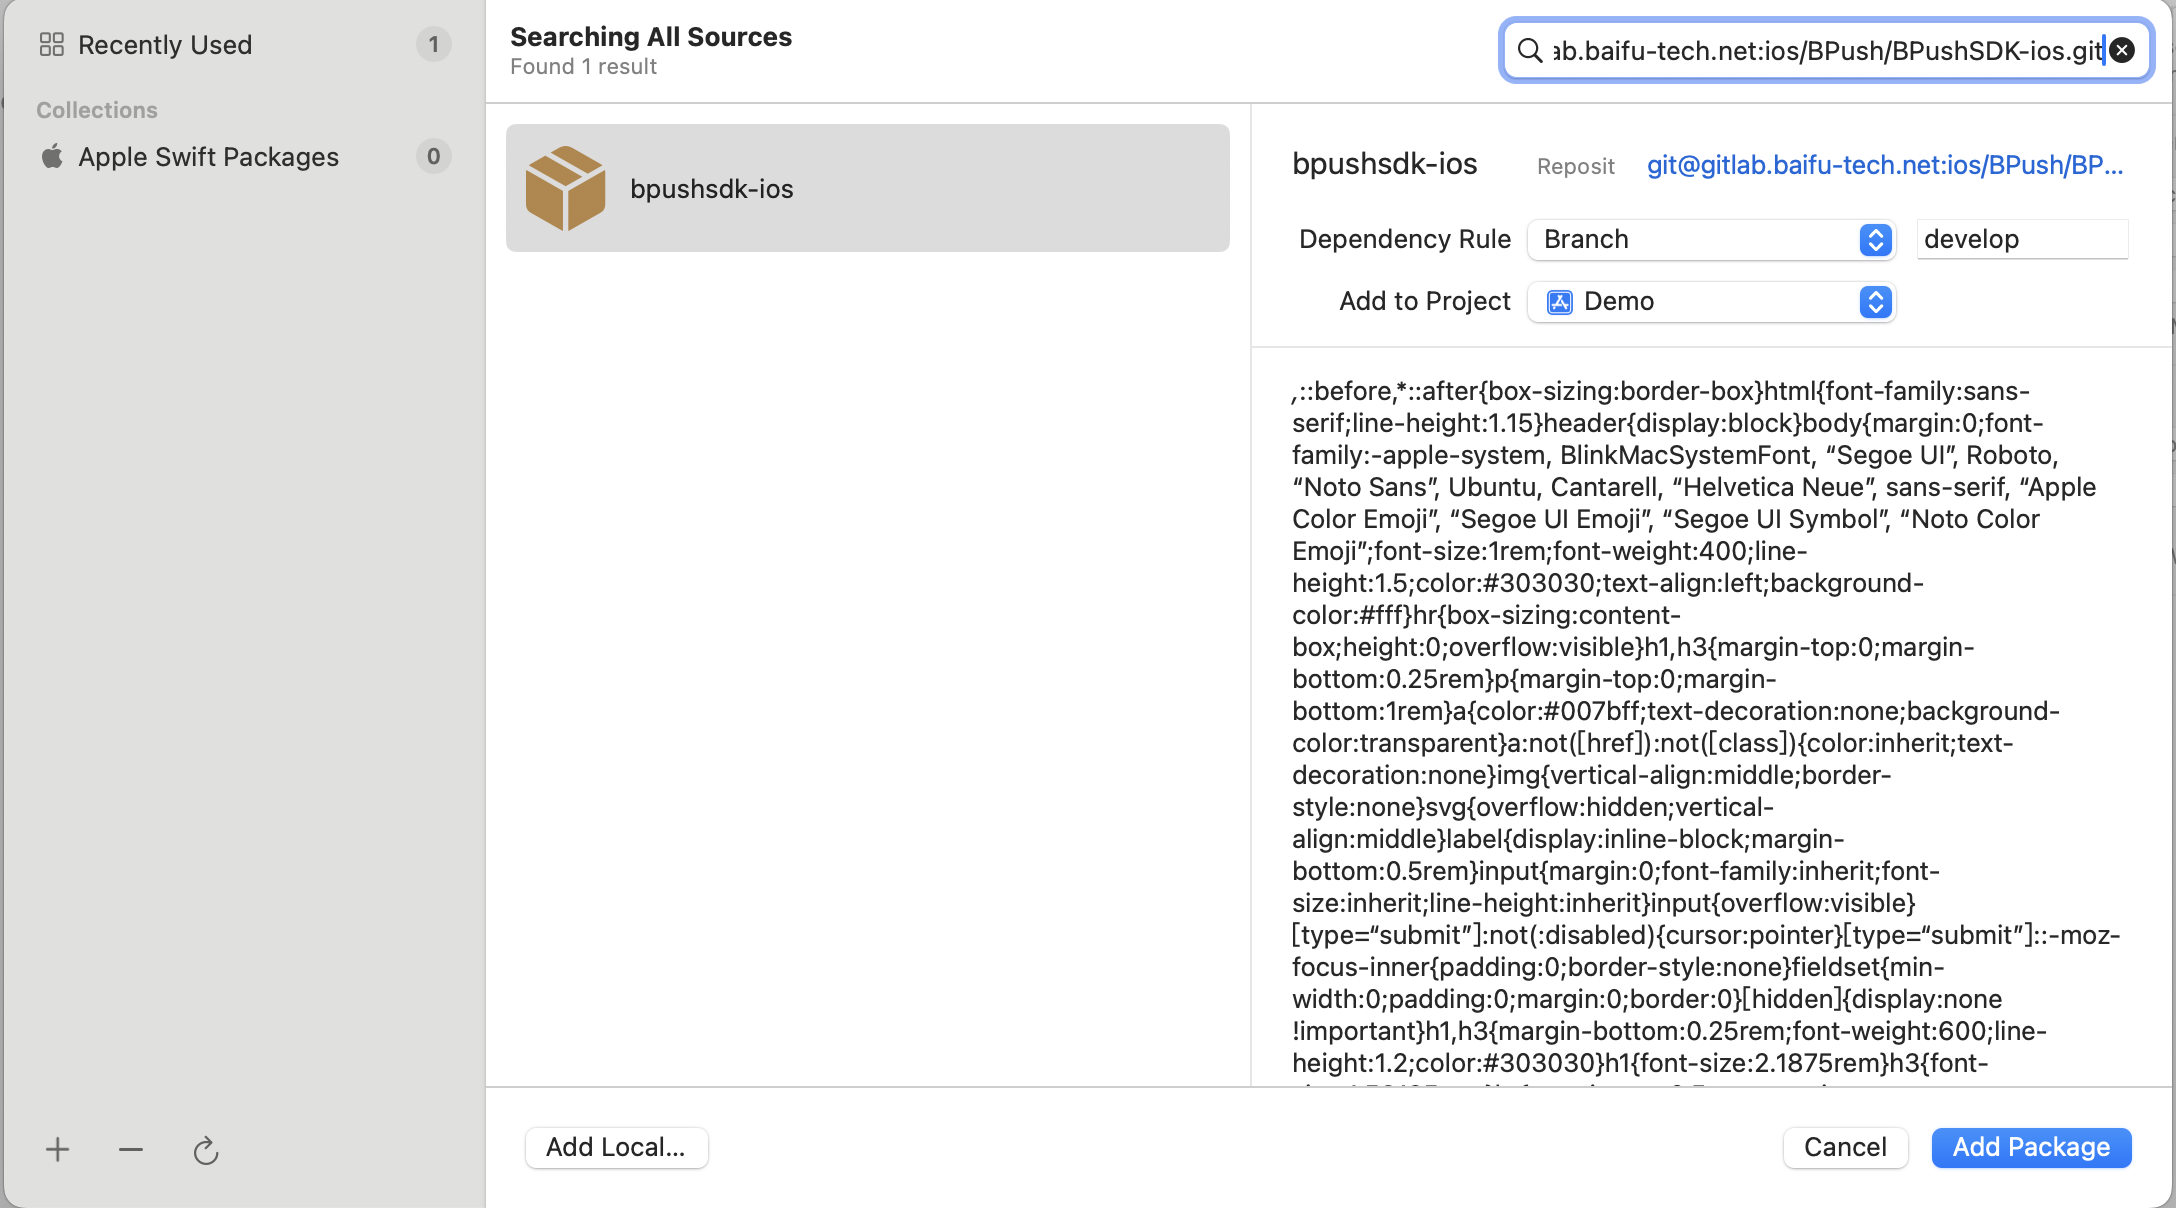 Recently Used
1
Collections
Apple Swift Packages
0
Searching All Sources
Found 1 result
ab.baifu-tech.net:ios/BPush/BPushSDK-ios.git
bpushsdk-ios
bpushsdk-ios
Reposit
git@gitlab.baifu-tech.net:ios/BPush/BP...
Dependency Rule
Branch
develop
Add to Project
Demo
,::before,*::after{box-sizing:border-box}html{font-family:sans-
serif;line-height:1.15}header{display:block}body{margin:0;font-
family:-apple-system, BlinkMacSystemFont, “Segoe UI”, Roboto,
“Noto Sans”, Ubuntu, Cantarell, “Helvetica Neue”, sans-serif, “Apple
Color Emoji”, “Segoe UI Emoji”, “Segoe UI Symbol”, “Noto Color
Emoji”;font-size:1rem;font-weight:400;line-
height:1.5;color:#303030;text-align:left;background-
color:#fff}hr{box-sizing:content-
box;height:0;overflow:visible}h1,h3{margin-top:0;margin-
bottom:0.25rem}p{margin-top:0;margin-
bottom:1rem}a{color:#007bff;text-decoration:none;background-
color:transparent}a:not([href]):not([class]){color:inherit;text-
decoration:none}img{vertical-align:middle;border-
style:none}svg{overflow:hidden;vertical-
align:middle}label{display:inline-block;margin-
bottom:0.5rem}input{margin:0;font-family:inherit;font-
size:inherit;line-height:inherit}input{overflow:visible}
[type=“submit”]:not(:disabled){cursor:pointer}[type=“submit”]::-moz-
focus-inner{padding:0;border-style:none}fieldset{min-
width:0;padding:0;margin:0;border:0}[hidden]{display:none
!important}h1,h3{margin-bottom:0.25rem;font-weight:600;line-
height:1.2;color:#303030}h1{font-size:2.1875rem}h3{font-
Add Local...
Cancel
Add Package